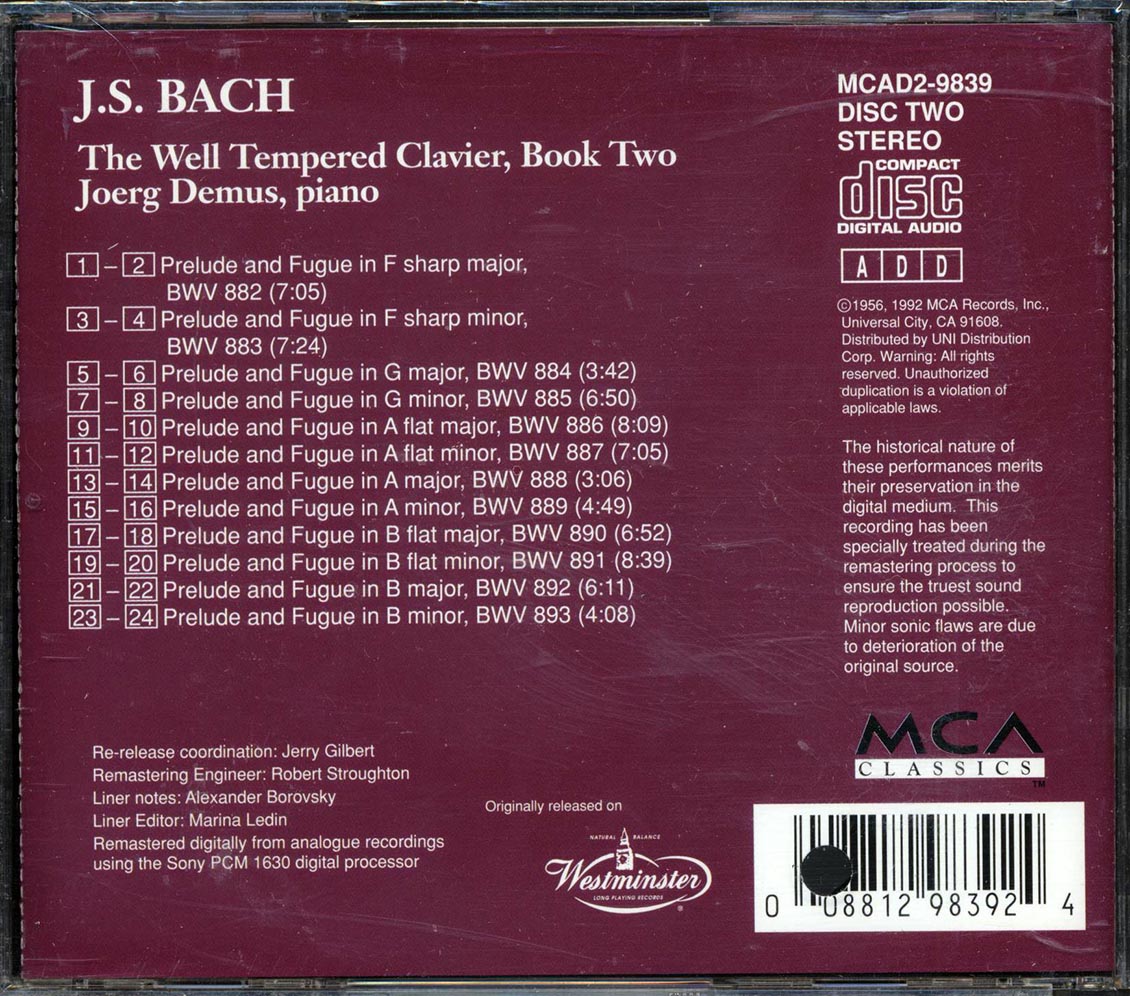 J.S. BACH
The Well Tempered Clavier, Book Two
Joerg Demus, piano
1 – 2 Prelude and Fugue in F sharp major,
BWV 882 (7:05)
3 – 4 Prelude and Fugue in F sharp minor,
BWV 883 (7:24)
5 – 6 Prelude and Fugue in G major, BWV 884 (3:42)
7 – 8 Prelude and Fugue in G minor, BWV 885 (6:50)
9 – 10 Prelude and Fugue in A flat major, BWV 886 (8:09)
11 – 12 Prelude and Fugue in A flat minor, BWV 887 (7:05)
13 – 14 Prelude and Fugue in A major, BWV 888 (3:06)
15 – 16 Prelude and Fugue in A minor, BWV 889 (4:49)
17 – 18 Prelude and Fugue in B flat major, BWV 890 (6:52)
19 – 20 Prelude and Fugue in B flat minor, BWV 891 (8:39)
21 – 22 Prelude and Fugue in B major, BWV 892 (6:11)
23 – 24 Prelude and Fugue in B minor, BWV 893 (4:08)
Re-release coordination: Jerry Gilbert
Remastering Engineer: Robert Stroughton
Liner notes: Alexander Borovsky
Liner Editor: Marina Ledin
Remastered digitally from analogue recordings
using the Sony PCM 1630 digital processor
Originally released on
NATURAL BALANCE
Westminster
LONG PLAYING RECORDS
®
MCAD2-9839
DISC TWO
STEREO
COMPACT
disc
DIGITAL AUDIO
A D D
©1956, 1992 MCA Records, Inc.,
Universal City, CA 91608.
Distributed by UNI Distribution
Corp. Warning: All rights
reserved. Unauthorized
duplication is a violation of
applicable laws.
The historical nature of
these performances merits
their preservation in the
digital medium. This
recording has been
specially treated during the
remastering process to
ensure the truest sound
reproduction possible.
Minor sonic flaws are due
to deterioration of the
original source.
MCA
CLASSICS
™
0 08812 98392 4